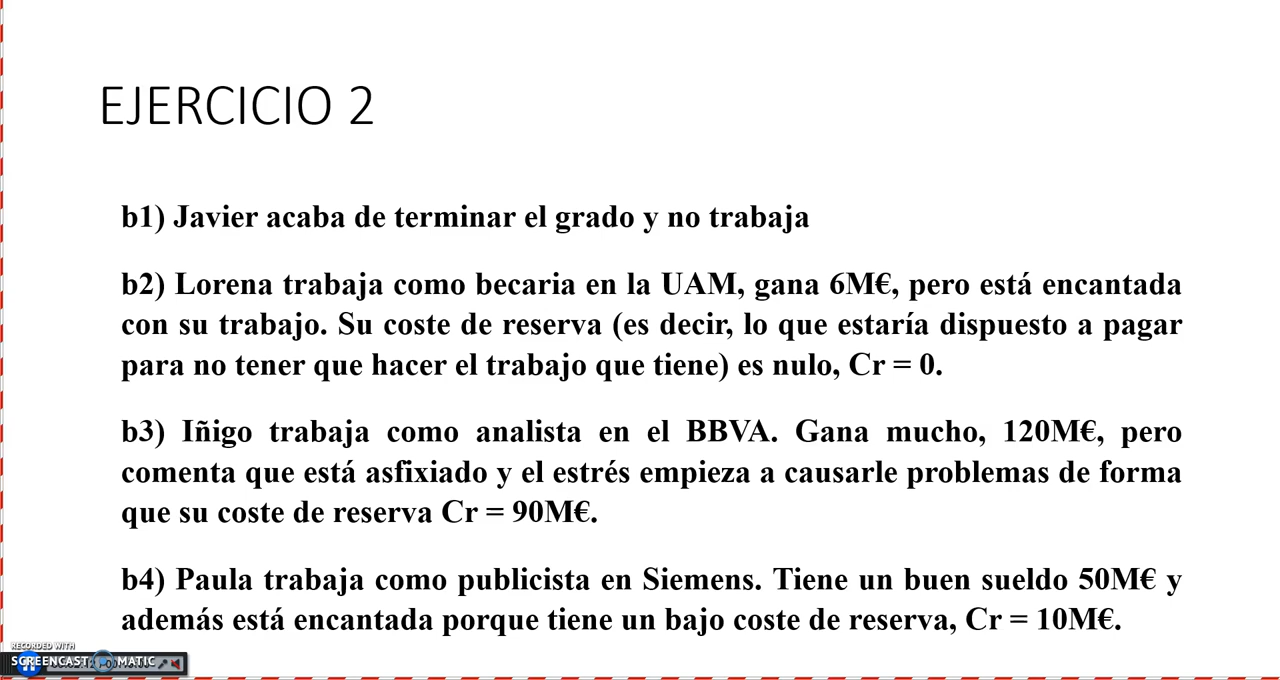 EJERCICIO 2
b1) Javier acaba de terminar el grado y no trabaja
b2) Lorena trabaja como becaria en la UAM, gana 6M€, pero está encantada
con su trabajo. Su coste de reserva (es decir, lo que estaría dispuesto a pagar
para no tener que hacer el trabajo que tiene) es nulo, Cr = 0.
b3) Iñigo trabaja como analista en el BBVA. Gana mucho, 120M€, pero
comenta que está asfixiado y el estrés empieza a causarle problemas de forma
que su coste de reserva Cr = 90M€.
b4) Paula trabaja como publicista en Siemens. Tiene un buen sueldo 50M€ y
además está encantada porque tiene un bajo coste de reserva, Cr = 10M€.
RECORDED WITH
SCREENCAST MATIC